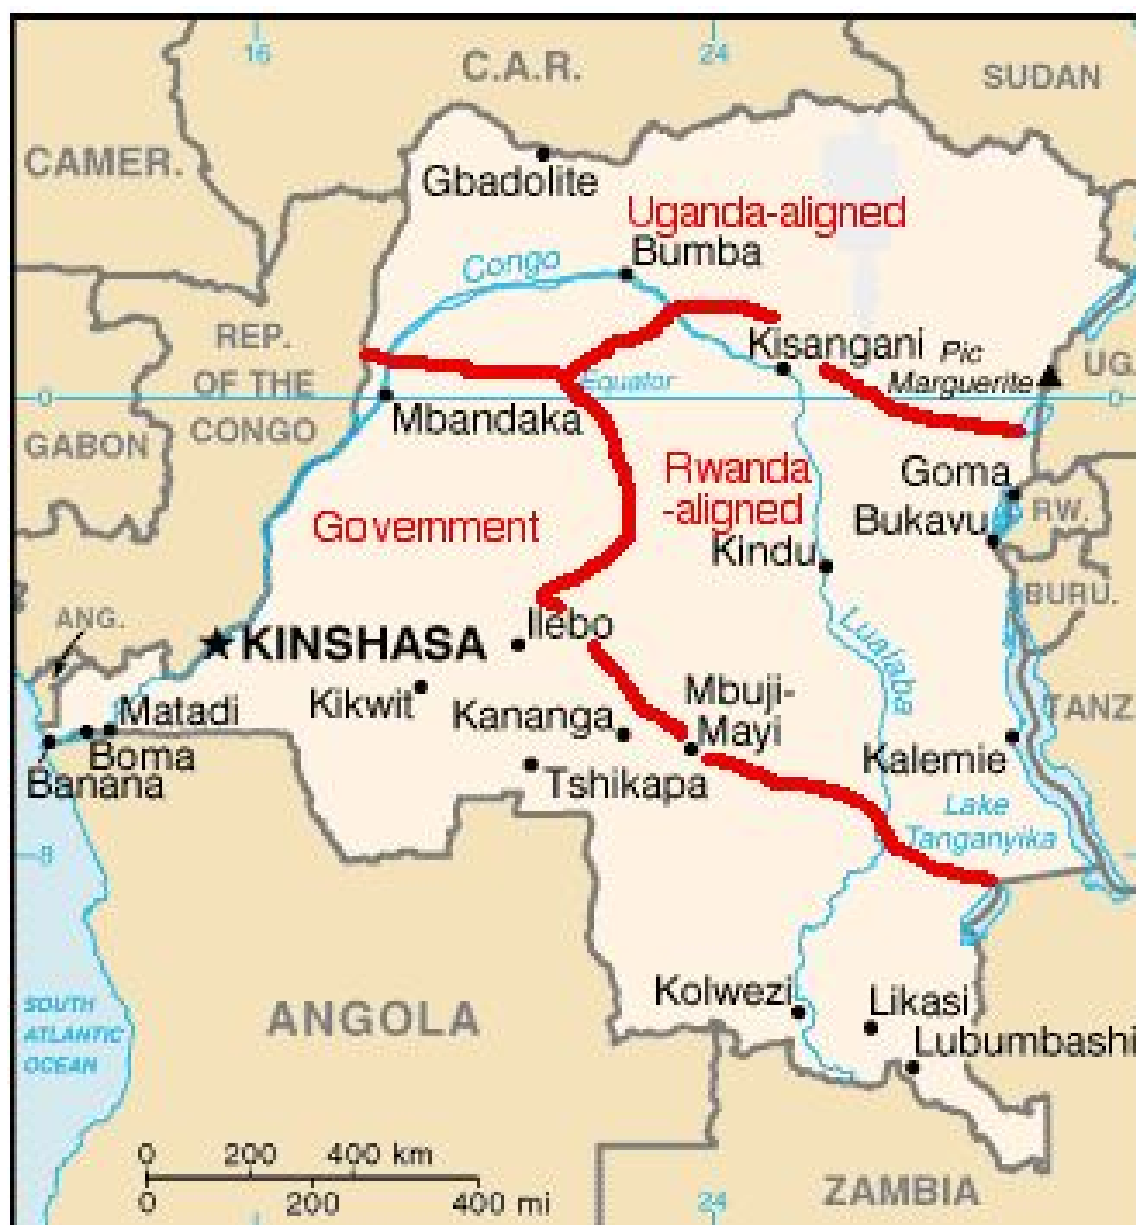 16
24
C.A.R.
SUDAN
CAMER.
Gbadolite
Uganda-aligned
Bumba
Congo
REP.
OF THE
CONGO
Kisangani
Pic
Marguerite
UG.
Equator
0
0
Mbandaka
GABON
Rwanda
-aligned
Goma
RW.
Bukavu
Government
Kindu
BURU.
ANG.
Ilebo
KINSHASA
Lualaba
Mbuji-
Mayi
Kikwit
Kananga
Matadi
TANZ.
Boma
Banana
Tshikapa
Kalemie
Lake
Tanganyika
8
Kolwezi
Likasi
Lubumbashi
SOUTH
ATLANTIC
OCEAN
ANGOLA
0 200 400 km
0 200 400 mi
24
ZAMBIA